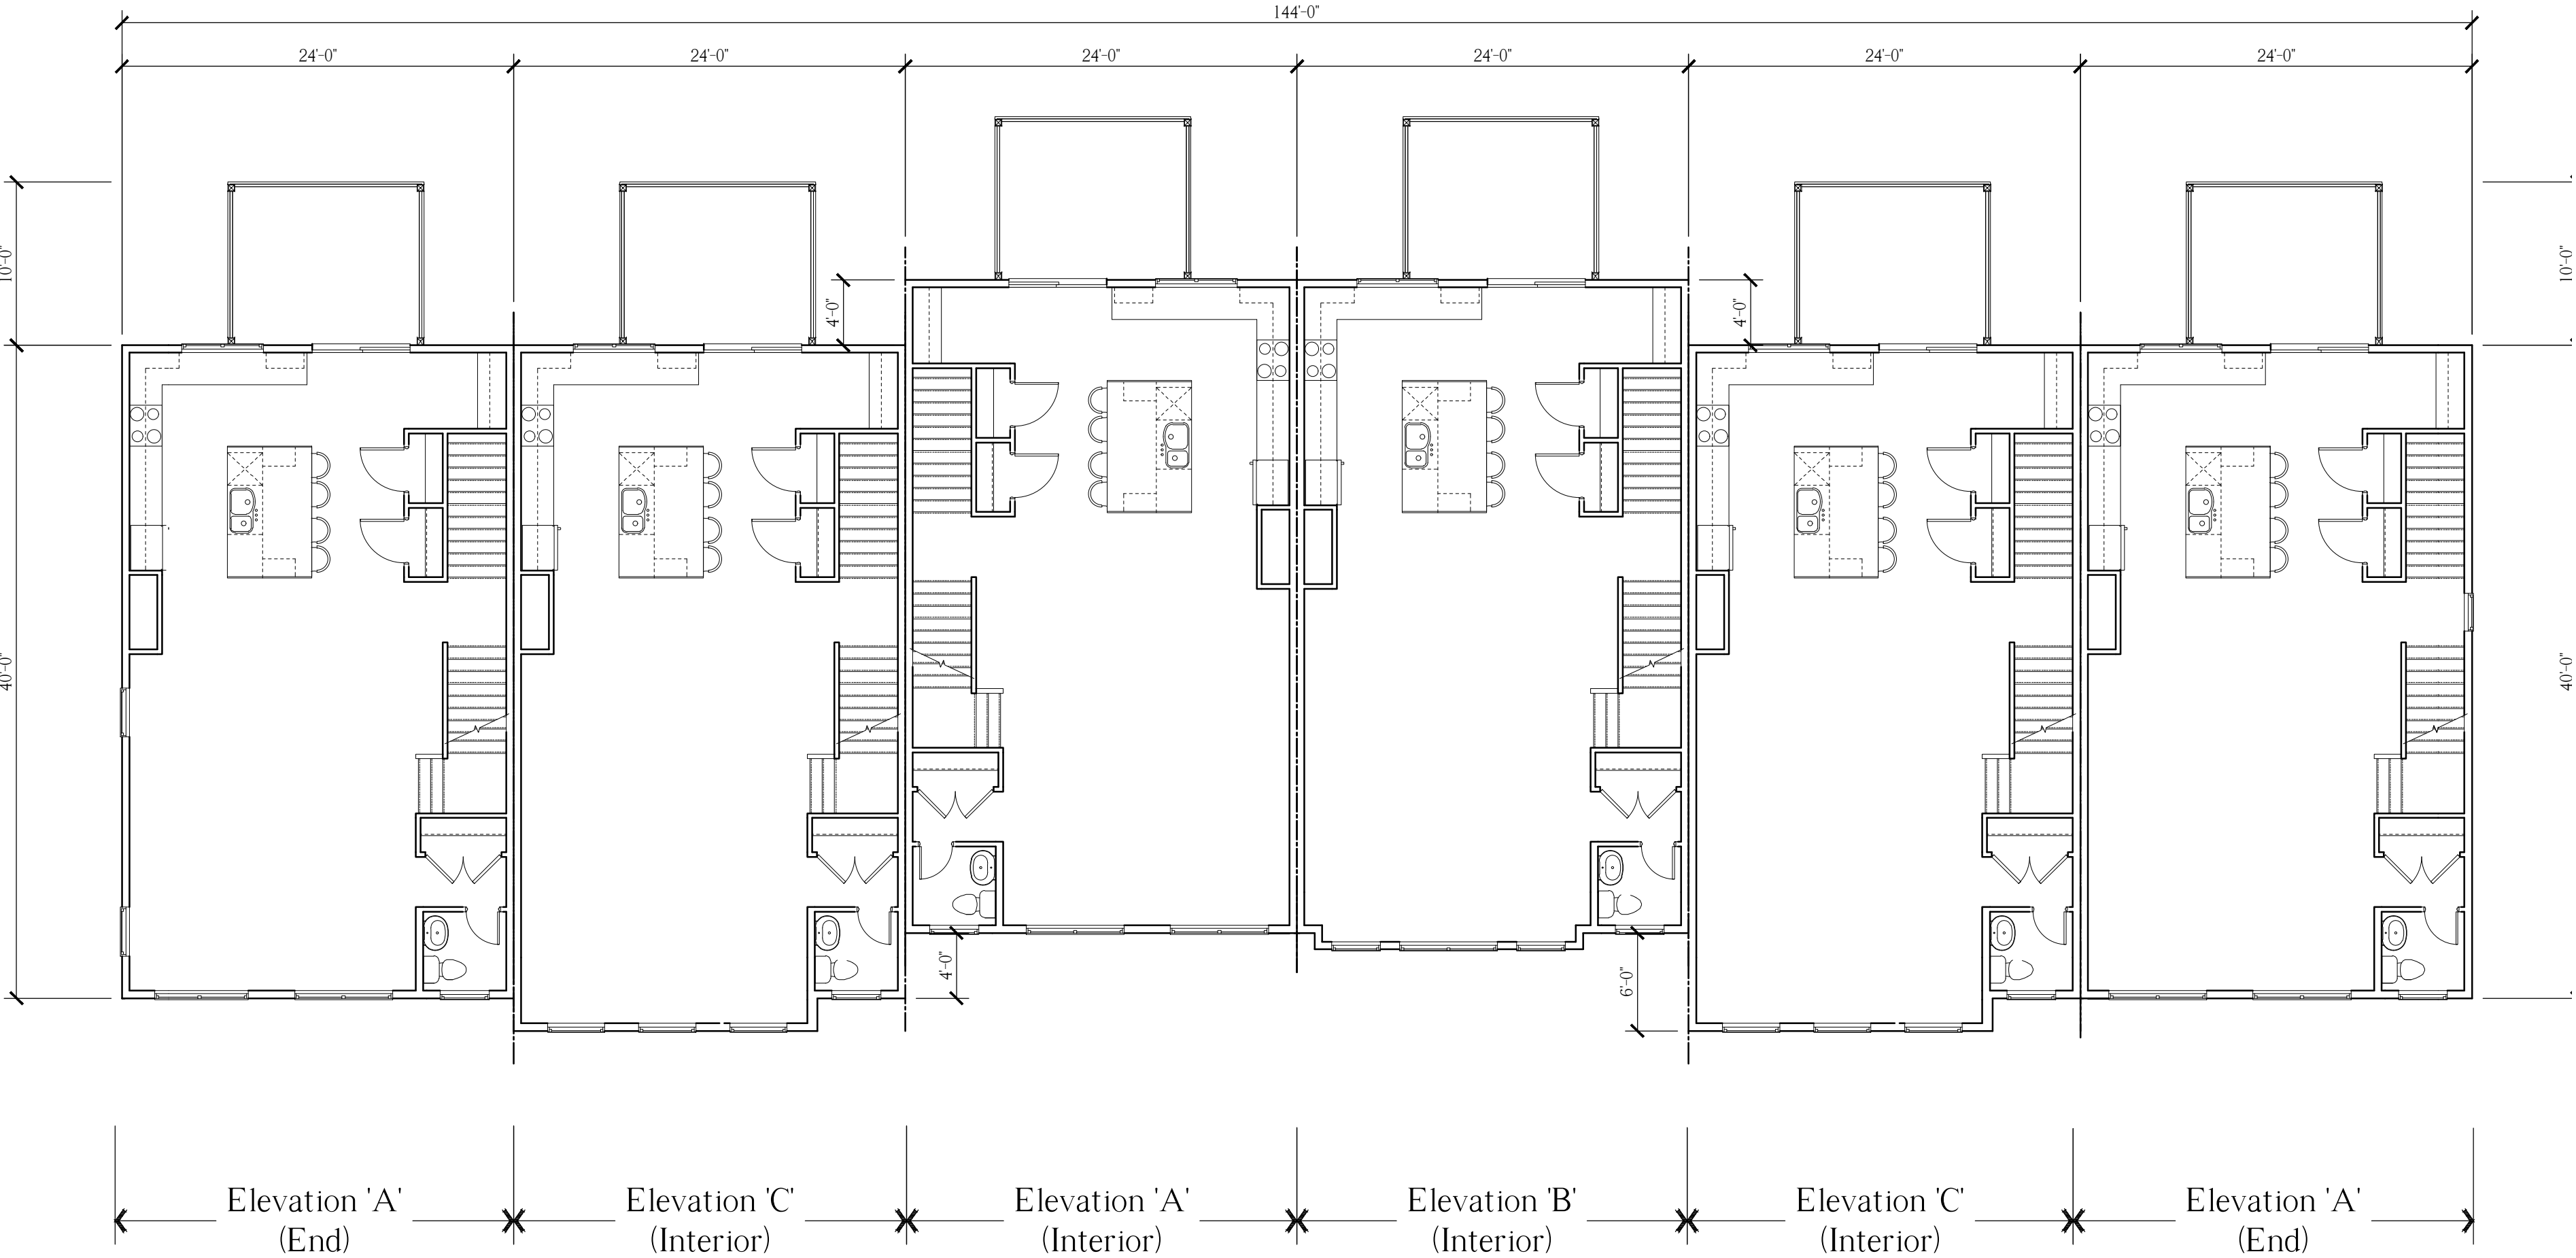 144'-0"
24'-0"
24'-0"
24'-0"
24'-0"
24'-0"
24'-0"
10'-0"
10'-0"
4'-0"
4'-0"
40'-0"
40'-0"
4'-0"
6'-0"
Elevation 'A'
(End)
Elevation 'C'
(Interior)
Elevation 'A'
(Interior)
Elevation 'B'
(Interior)
Elevation 'C'
(Interior)
Elevation 'A'
(End)